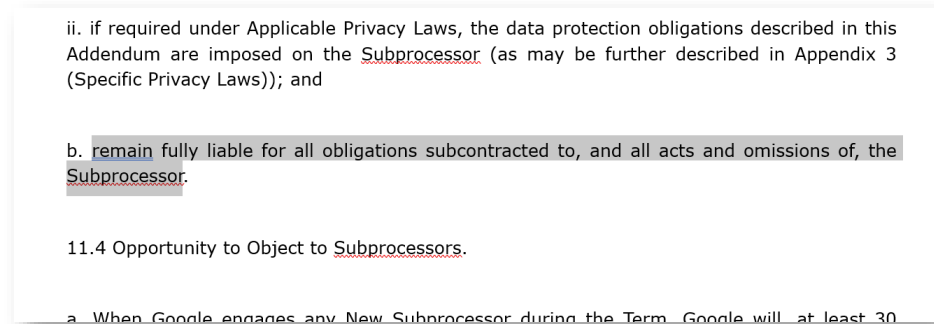 ii. if required under Applicable Privacy Laws, the data protection obligations described in this
Addendum are imposed on the Subprocessor (as may be further described in Appendix 3
(Specific Privacy Laws)); and
b. remain fully liable for all obligations subcontracted to, and all acts and omissions of, the
Subprocessor.
11.4 Opportunity to Object to Subprocessors.
a. When Google engages any New Subprocessor during the Term, Google will, at least 30